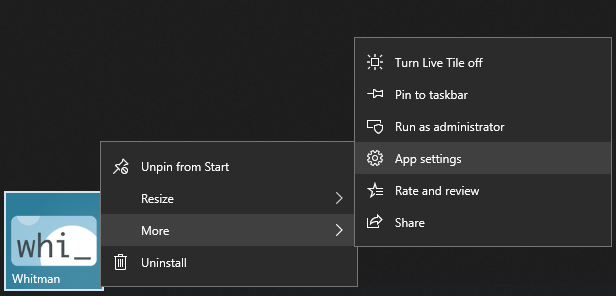 Turn Live Tile off
Pin to taskbar
Run as administrator
App settings
Rate and review
Share
Unpin from Start
Resize
More
Uninstall
whi_
Whitman